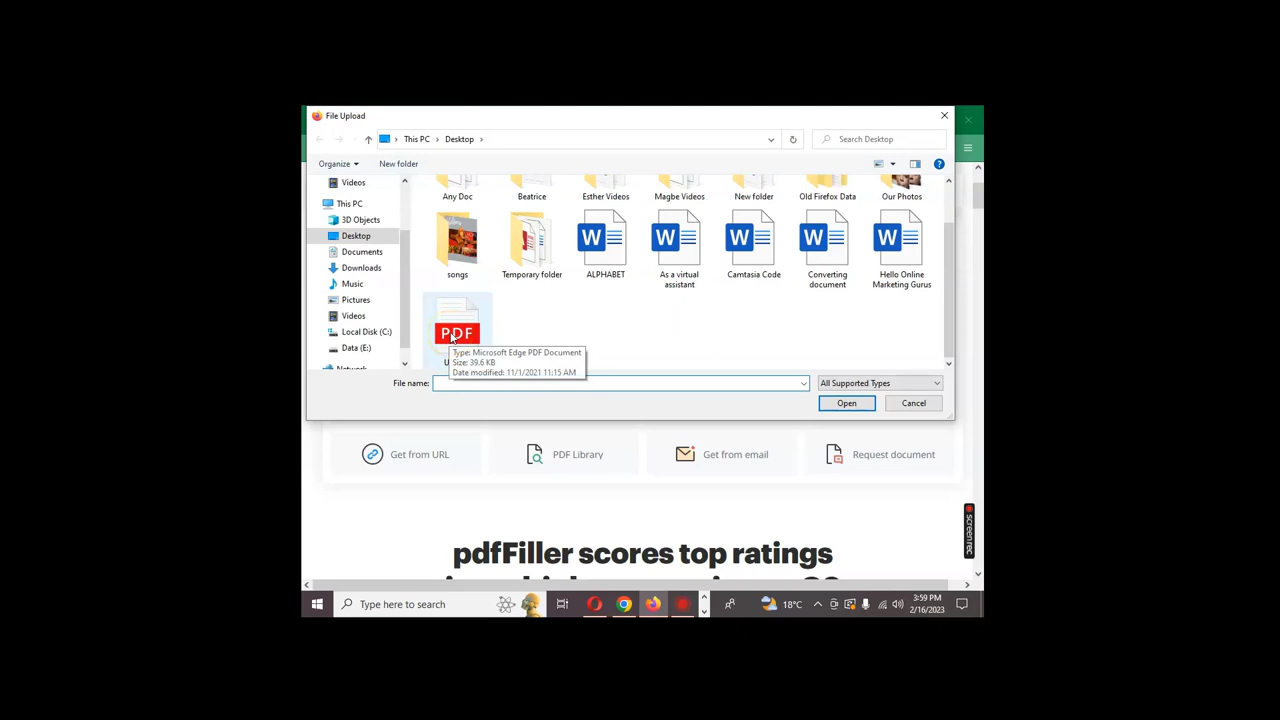 File Upload
This PC
Desktop
Search Desktop
Organize
New folder
Videos
This PC
3D Objects
Desktop
Documents
Downloads
Music
Pictures
Videos
Local Disk (C:)
Data (E:)
Any Doc
Beatrice
Esther Videos
Magbe Videos
New folder
Old Firefox Data
Our Photos
songs
Temporary folder
ALPHABET
As a virtual
assistant
Camtasia Code
Converting
document
Hello Online
Marketing Gurus
PDF
Type: Microsoft Edge PDF Document
Size: 39.6 KB
Date modified: 11/1/2021 11:15 AM
File name:
All Supported Types
Open
Cancel
Get from URL
PDF Library
Get from email
Request document
pdfFiller scores top ratings
screenrec
Type here to search
18°C
3:59 PM
2/16/2023